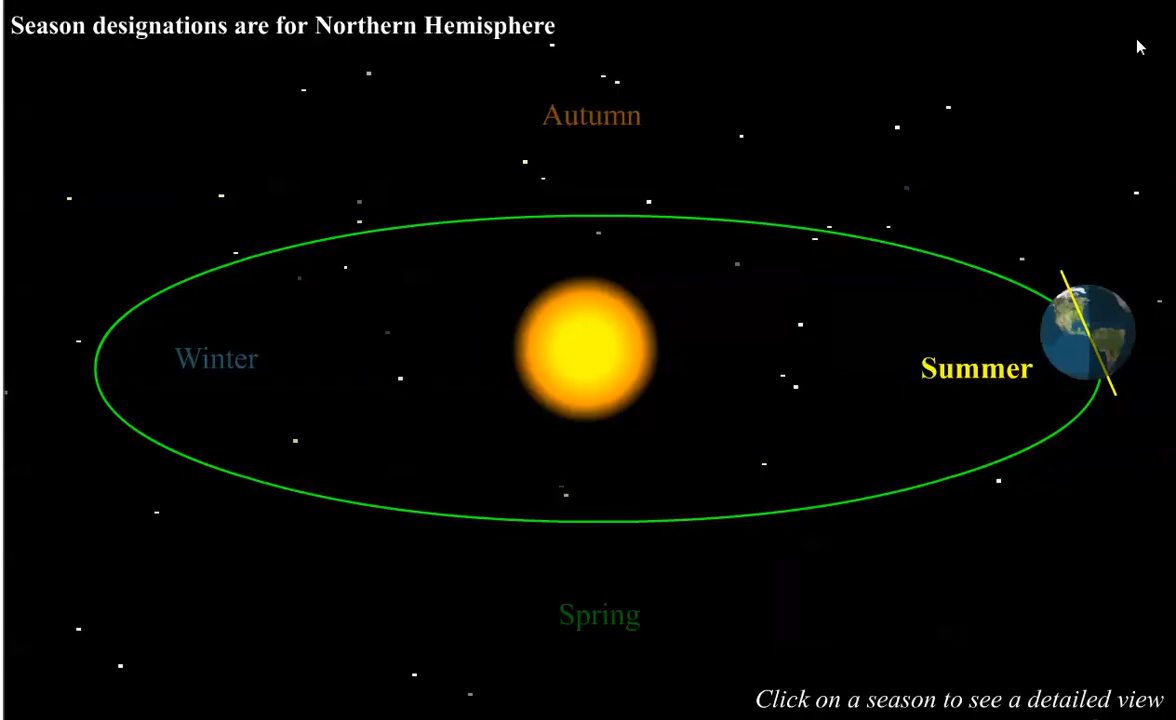 Season designations are for Northern Hemisphere
Autumn
Winter
Summer
Spring
Click on a season to see a detailed view